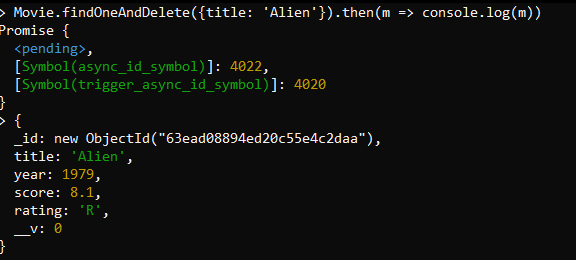 > Movie.findOneAndDelete({title: 'Alien'}).then(m => console.log(m))
Promise {
  <pending>,
  [Symbol(async_id_symbol)]: 4022,
  [Symbol(trigger_async_id_symbol)]: 4020
}
> {
  _id: new ObjectId("63ead08894ed20c55e4c2daa"),
  title: 'Alien',
  year: 1979,
  score: 8.1,
  rating: 'R',
  __v: 0
}